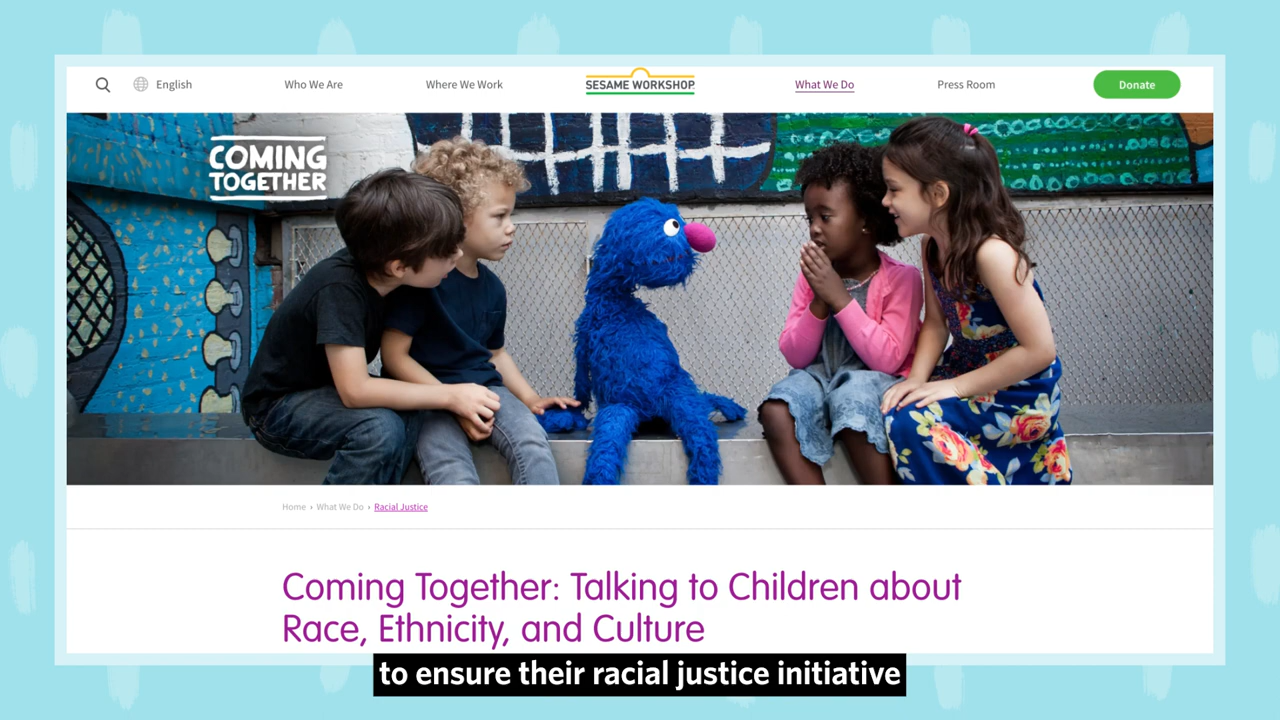 English
Who We Are
Where We Work
SESAME WORKSHOP
What We Do
Press Room
Donate
COMING
TOGETHER
Home › What We Do › Racial Justice
Coming Together: Talking to Children about
Race, Ethnicity, and Culture
to ensure their racial justice initiative